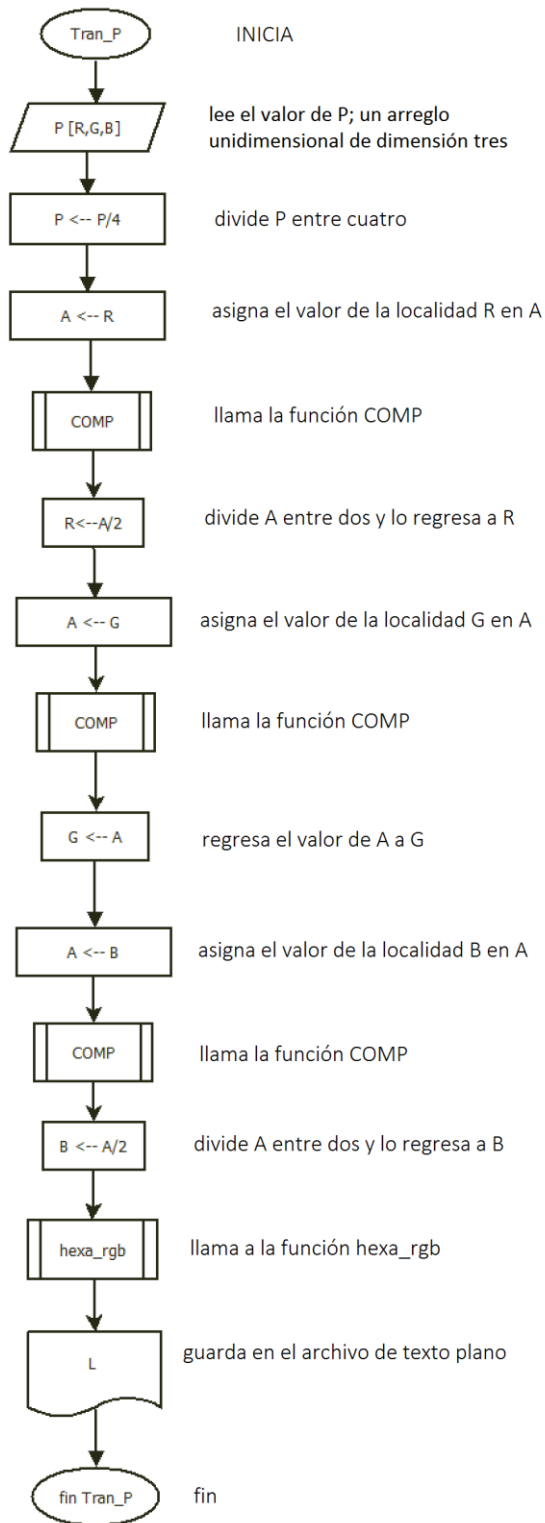 Tran_P
INICIA
P [R,G,B]
lee el valor de P; un arreglo
unidimensional de dimensión tres
P <-- P/4
divide P entre cuatro
A <-- R
asigna el valor de la localidad R en A
COMP
llama la función COMP
R<--A/2
divide A entre dos y lo regresa a R
A <-- G
asigna el valor de la localidad G en A
COMP
llama la función COMP
G <-- A
regresa el valor de A a G
A <-- B
asigna el valor de la localidad B en A
COMP
llama la función COMP
B <-- A/2
divide A entre dos y lo regresa a B
hexa_rgb
llama a la función hexa_rgb
L
guarda en el archivo de texto plano
fin Tran_P
fin